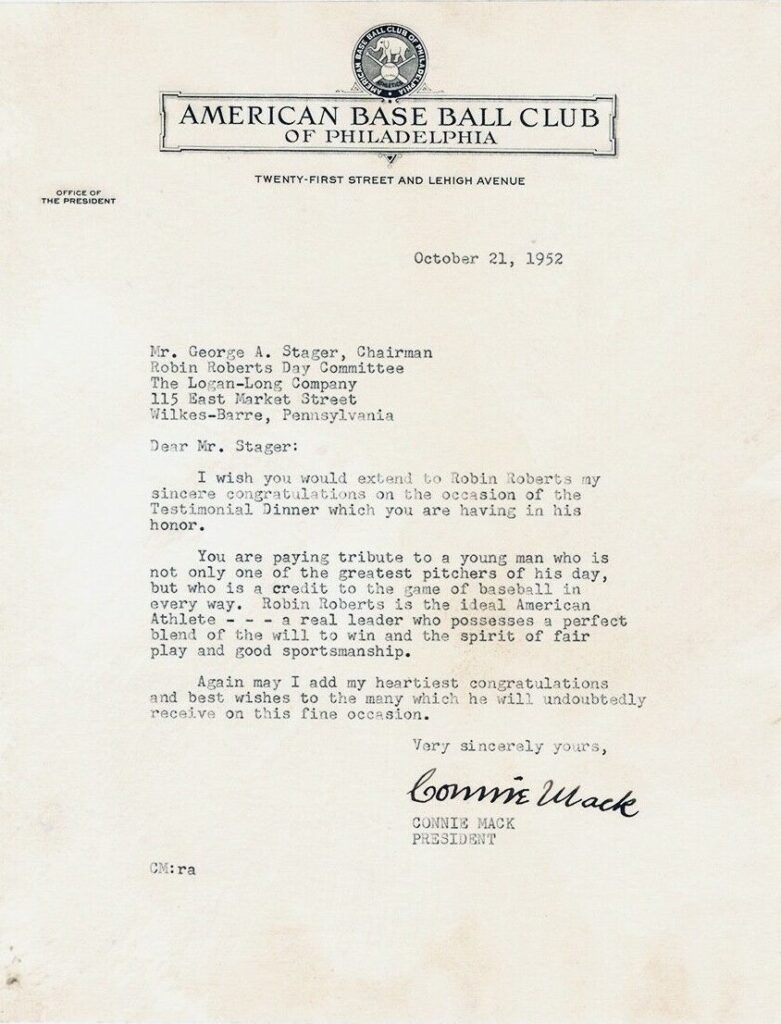 AMERICAN BASE BALL CLUB OF PHILADELPHIA
ATHLETICS
AMERICAN BASE BALL CLUB
OF PHILADELPHIA
TWENTY-FIRST STREET AND LEHIGH AVENUE
OFFICE OF
THE PRESIDENT
October 21, 1952
Mr. George A. Stager, Chairman
Robin Roberts Day Committee
The Logan-Long Company
115 East Market Street
Wilkes-Barre, Pennsylvania
Dear Mr. Stager:
I wish you would extend to Robin Roberts my
sincere congratulations on the occasion of the
Testimonial Dinner which you are having in his
honor.
You are paying tribute to a young man who is
not only one of the greatest pitchers of his day,
but who is a credit to the game of baseball in
every way. Robin Roberts is the ideal American
Athlete - - - a real leader who possesses a perfect
blend of the will to win and the spirit of fair
play and good sportsmanship.
Again may I add my heartiest congratulations
and best wishes to the many which he will undoubtedly
receive on this fine occasion.
Very sincerely yours,
Connie Mack
CONNIE MACK
PRESIDENT
CM:ra